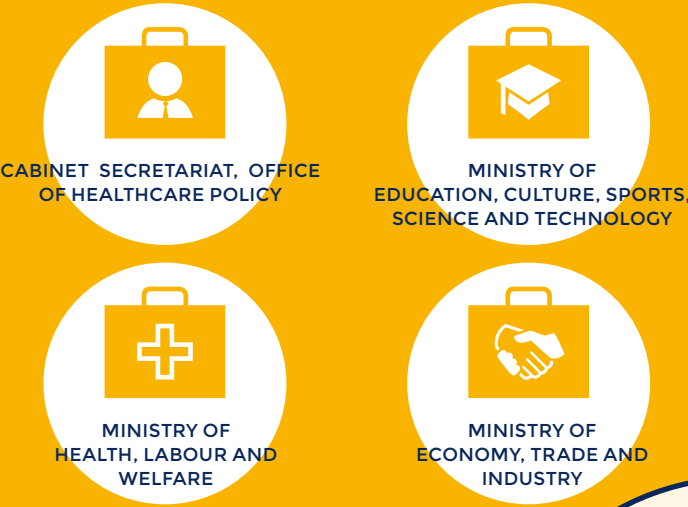 CABINET SECRETARIAT, OFFICE
OF HEALTHCARE POLICY
MINISTRY OF
EDUCATION, CULTURE, SPORTS,
SCIENCE AND TECHNOLOGY
MINISTRY OF
HEALTH, LABOUR AND
WELFARE
MINISTRY OF
ECONOMY, TRADE AND
INDUSTRY